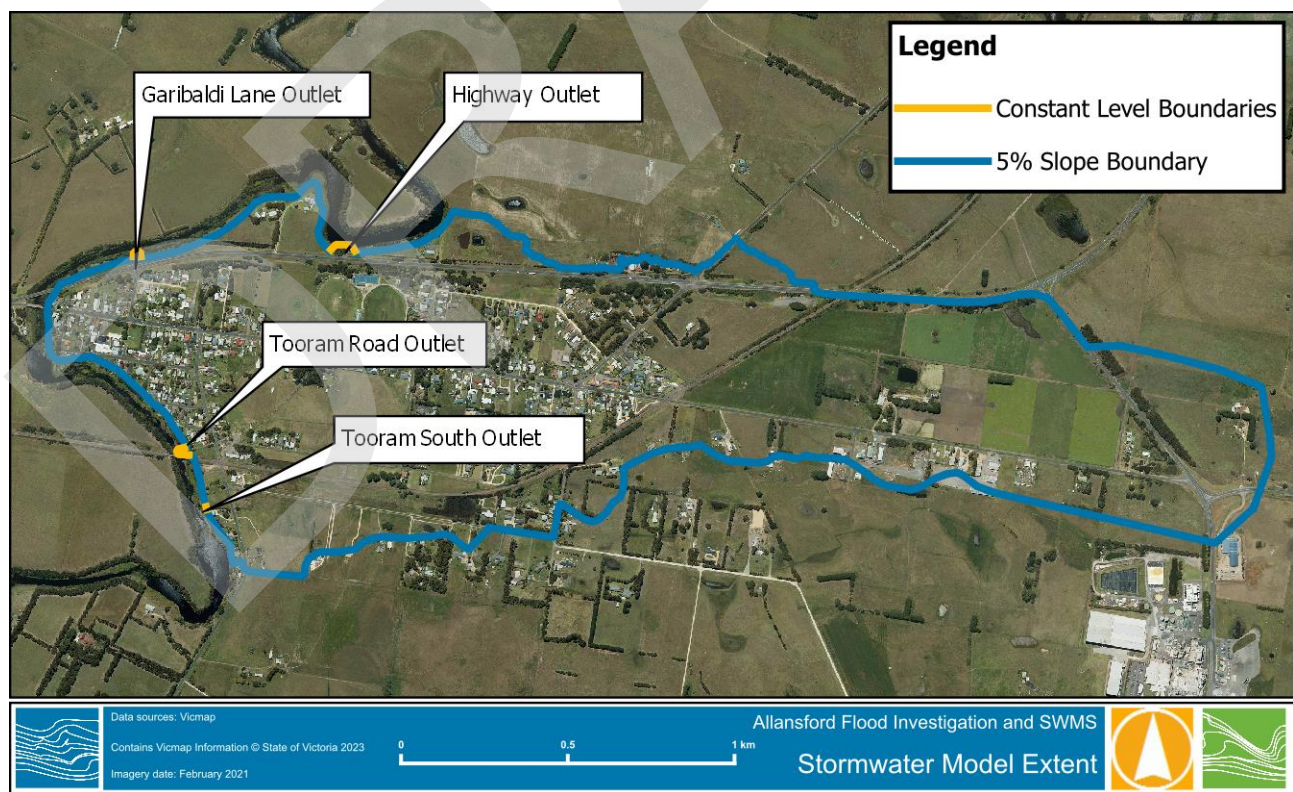 Garibaldi Lane Outlet
Highway Outlet
Legend
Constant Level Boundaries
5% Slope Boundary
Tooram Road Outlet
Tooram South Outlet
Data sources: Vicmap
Contains Vicmap Information © State of Victoria 2023
Imagery date: February 2021
0
0.5
1 km
Allansford Flood Investigation and SWMS
Stormwater Model Extent